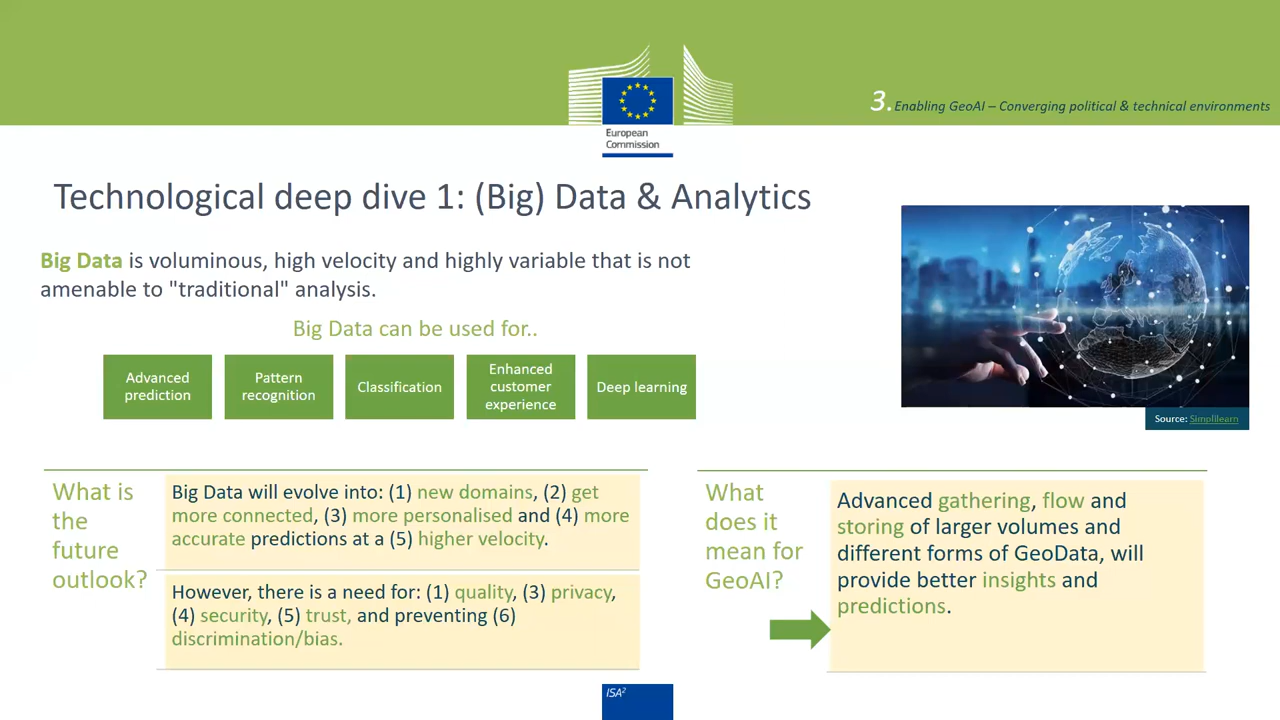 3. Enabling GeoAI – Converging political & technical environments
European
Commission
Technological deep dive 1: (Big) Data & Analytics
Big Data is voluminous, high velocity and highly variable that is not
amenable to "traditional" analysis.
Big Data can be used for..
Advanced
prediction
Pattern
recognition
Classification
Enhanced
customer
experience
Deep learning
Source: Simplilearn
What is
the
future
outlook?
Big Data will evolve into: (1) new domains, (2) get
more connected, (3) more personalised and (4) more
accurate predictions at a (5) higher velocity.
However, there is a need for: (1) quality, (3) privacy,
(4) security, (5) trust, and preventing (6)
discrimination/bias.
What
does it
mean for
GeoAI?
Advanced gathering, flow and
storing of larger volumes and
different forms of GeoData, will
provide better insights and
predictions.
ISA²